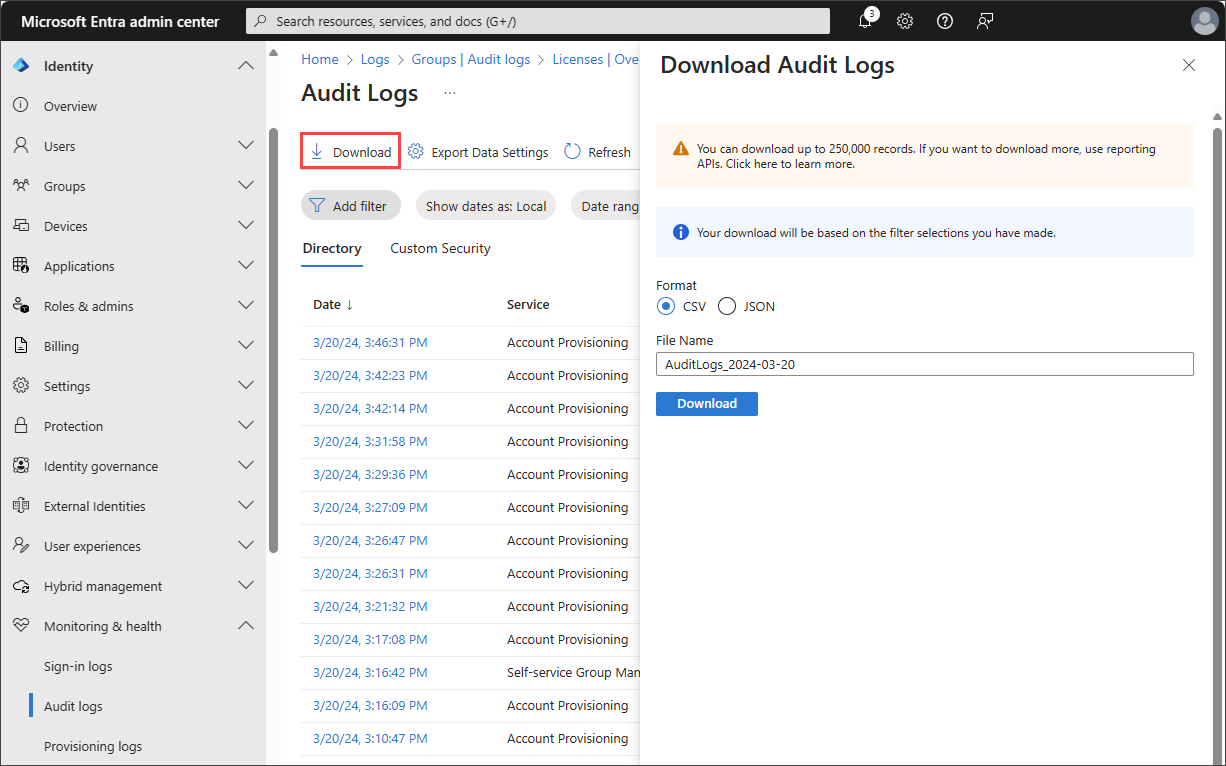 Microsoft Entra admin center
Search resources, services, and docs (G+/)
3
Identity
Overview
Users
Groups
Devices
Applications
Roles & admins
Billing
Settings
Protection
Identity governance
External Identities
User experiences
Hybrid management
Monitoring & health
Sign-in logs
Audit logs
Provisioning logs
Home > Logs > Groups | Audit logs > Licenses | Ove
Audit Logs ...
Download Export Data Settings Refresh
Add filter Show dates as: Local Date rang
Directory Custom Security
Date ↓ Service
3/20/24, 3:46:31 PM Account Provisioning
3/20/24, 3:42:23 PM Account Provisioning
3/20/24, 3:42:14 PM Account Provisioning
3/20/24, 3:31:58 PM Account Provisioning
3/20/24, 3:29:36 PM Account Provisioning
3/20/24, 3:27:09 PM Account Provisioning
3/20/24, 3:26:47 PM Account Provisioning
3/20/24, 3:26:31 PM Account Provisioning
3/20/24, 3:21:32 PM Account Provisioning
3/20/24, 3:17:08 PM Account Provisioning
3/20/24, 3:16:42 PM Self-service Group Man
3/20/24, 3:16:09 PM Account Provisioning
3/20/24, 3:10:47 PM Account Provisioning
Download Audit Logs
You can download up to 250,000 records. If you want to download more, use reporting
APIs. Click here to learn more.
Your download will be based on the filter selections you have made.
Format
CSV JSON
File Name
AuditLogs_2024-03-20
Download